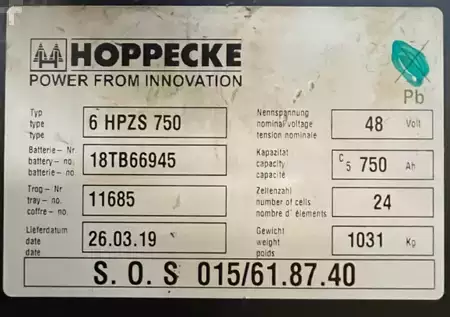 HOPPECKE
POWER FROM INNOVATION
Pb
Typ
type
type
6 HPZS 750
Nennspannung
nominal voltage
tension nominale
48 Volt
Batterie- Nr
battery- no.
batterie- no.
18TB66945
Kapazitat
capacity
capacité
C5 750 Ah
Trog- Nr
tray- no.
coffre- no.
11685
Zellenzahl
number of cells
nombre d´ élements
24
Lieferdatum
date
date
26.03.19
Gewicht
weight
poids
1031 Kg
S.O.S 015/61.87.40